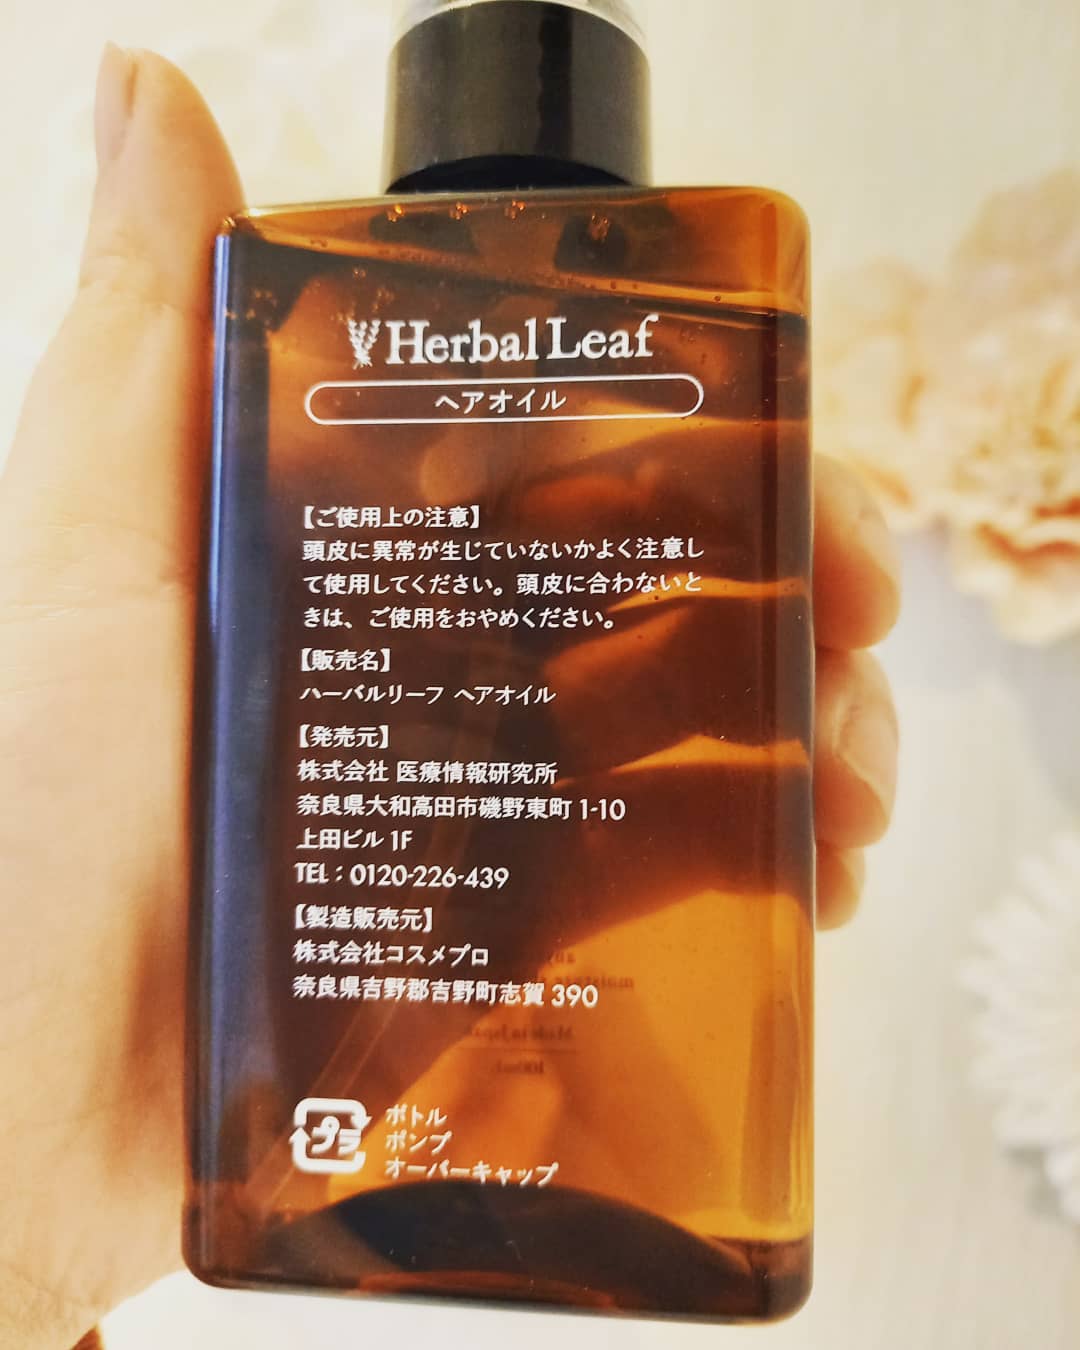 Herbal Leaf
ヘアオイル
【ご使用上の注意】
頭皮に異常が生じていないかよく注意し
て使用してください。頭皮に合わないと
きは、ご使用をおやめください。
【販売名】
ハーバルリーフ ヘアオイル
【発売元】
株式会社 医療情報研究所
奈良県大和高田市磯野東町 1-10
上田ビル 1F
TEL：0120-226-439
【製造販売元】
株式会社コスメプロ
奈良県吉野郡吉野町志賀 390
プラ
ボトル
ポンプ
オーバーキャップ
Made in Japan
100mL